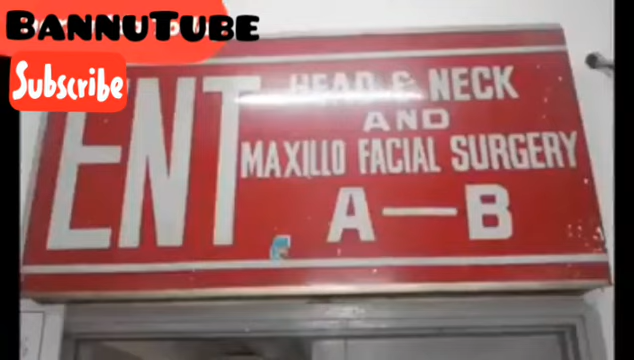 BANNUTUBE
Subscribe
ENT HEAD & NECK
AND
MAXILLO FACIAL SURGERY
A — B